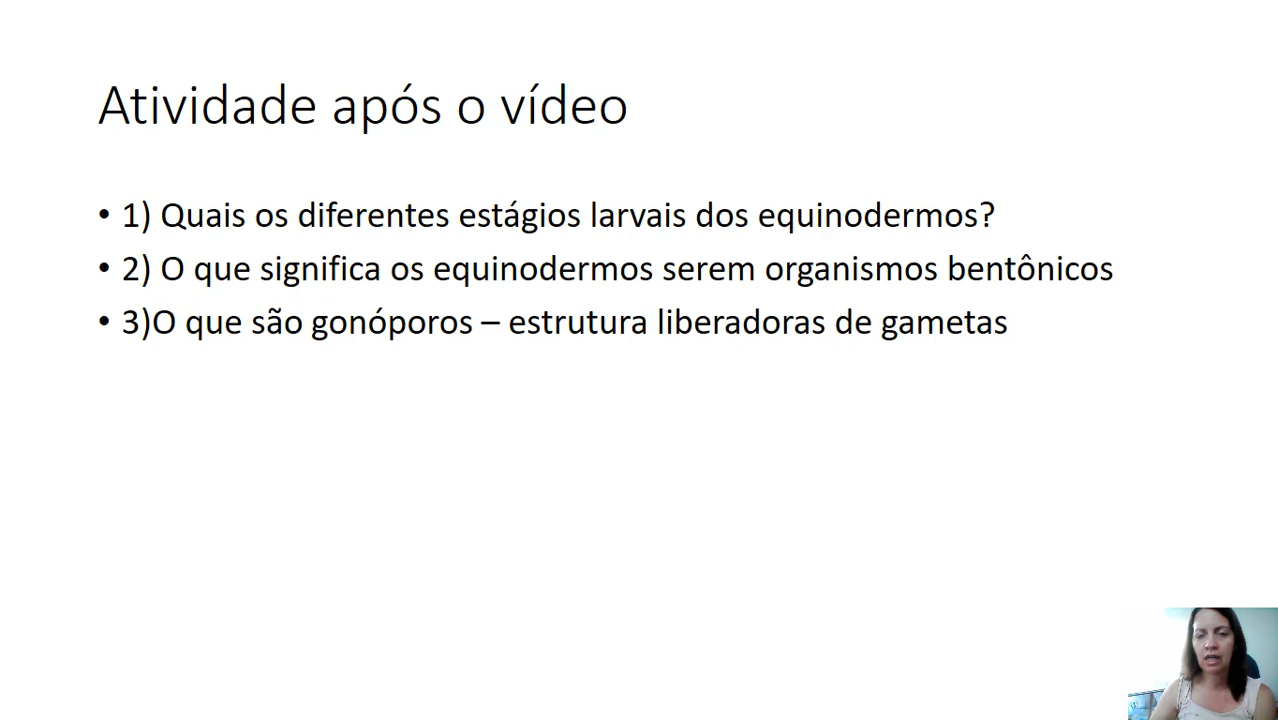 Atividade após o vídeo
• 1) Quais os diferentes estágios larvais dos equinodermos?
• 2) O que significa os equinodermos serem organismos bentônicos
• 3)O que são gonóporos – estrutura liberadoras de gametas